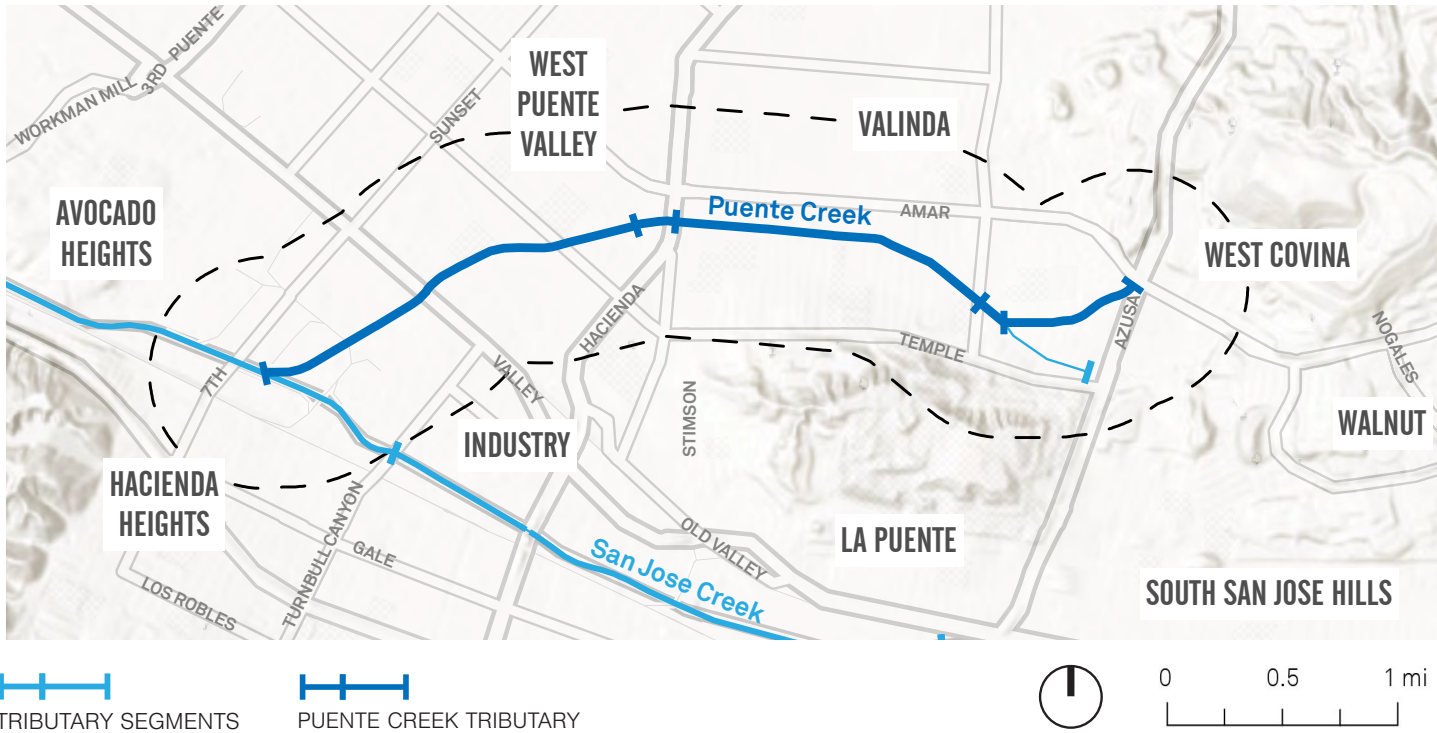 WORKMAN MILL
3RD
PUENTE
SUNSET
WEST
PUENTE
VALLEY
VALINDA
AVOCADO
HEIGHTS
Puente Creek
AMAR
WEST COVINA
AZUSA
HACIENDA
TEMPLE
NOGALES
7TH
VALLEY
STIMSON
WALNUT
INDUSTRY
HACIENDA
HEIGHTS
TURNBULL CANYON
GALE
LOS ROBLES
OLD VALLEY
San Jose Creek
LA PUENTE
SOUTH SAN JOSE HILLS
TRIBUTARY SEGMENTS
PUENTE CREEK TRIBUTARY
0 0.5 1 mi